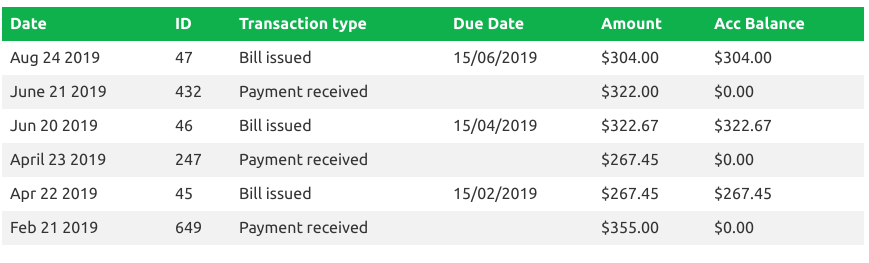 Date ID Transaction type Due Date Amount Acc Balance
Aug 24 2019 47 Bill issued 15/06/2019 $304.00 $304.00
June 21 2019 432 Payment received $322.00 $0.00
Jun 20 2019 46 Bill issued 15/04/2019 $322.67 $322.67
April 23 2019 247 Payment received $267.45 $0.00
Apr 22 2019 45 Bill issued 15/02/2019 $267.45 $267.45
Feb 21 2019 649 Payment received $355.00 $0.00